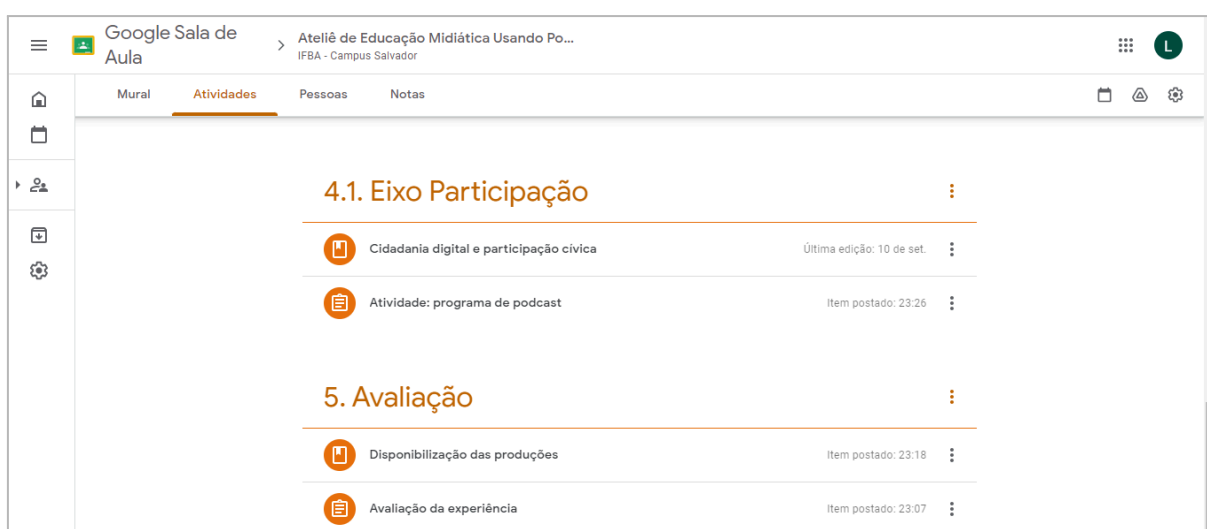 Google Sala de
Aula
Ateliê de Educação Midiática Usando Po...
IFBA - Campus Salvador
L
Mural Atividades Pessoas Notas
4.1. Eixo Participação
Cidadania digital e participação cívica Última edição: 10 de set.
Atividade: programa de podcast Item postado: 23:26
5. Avaliação
Disponibilização das produções Item postado: 23:18
Avaliação da experiência Item postado: 23:07